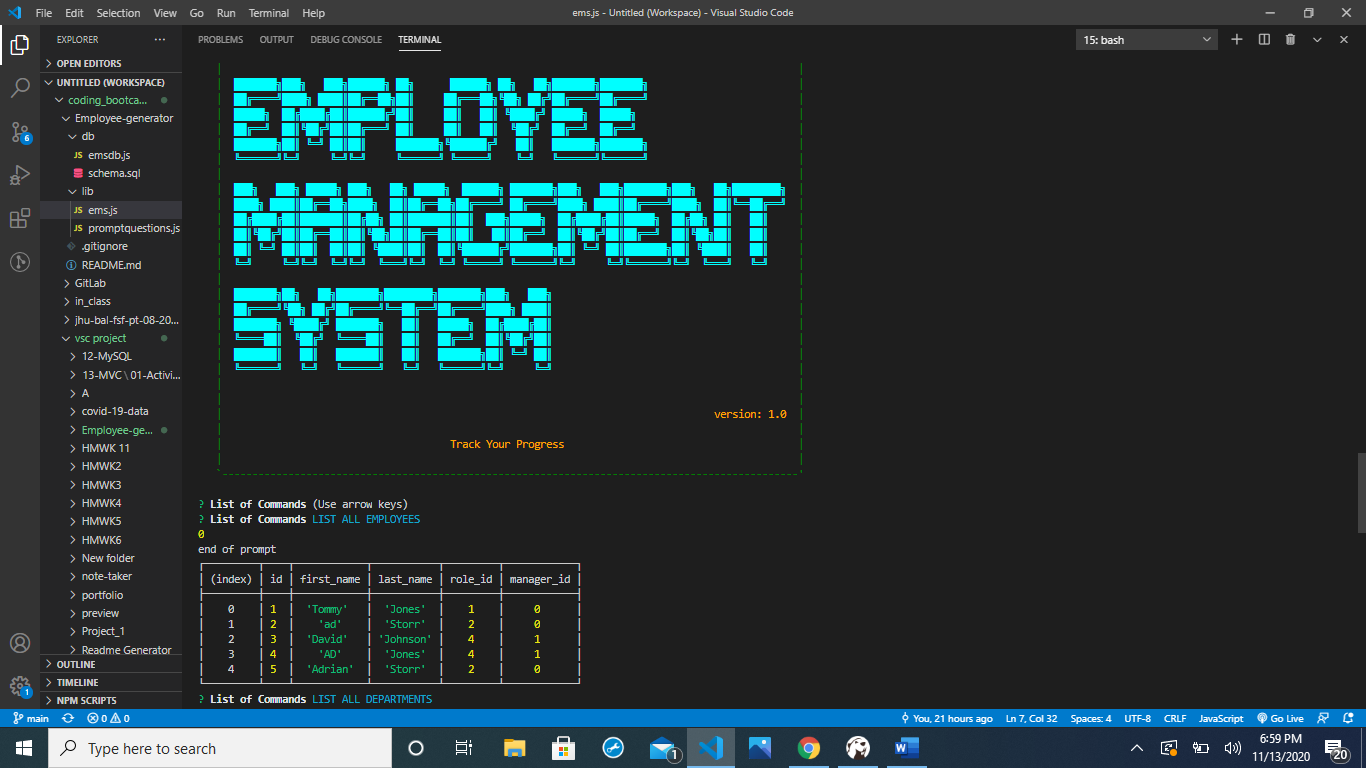 File Edit Selection View Go Run Terminal Help
ems.js - Untitled (Workspace) - Visual Studio Code
EXPLORER
PROBLEMS OUTPUT DEBUG CONSOLE TERMINAL
15: bash
OPEN EDITORS
UNTITLED (WORKSPACE)
coding_bootca...
Employee-generator
db
JS emsdb.js
schema.sql
lib
JS ems.js
JS promptquestions.js
.gitignore
README.md
GitLab
in_class
jhu-bal-fsf-pt-08-20...
vsc project
12-MySQL
13-MVC \ 01-Activi...
A
covid-19-data
Employee-ge...
HMWK 11
HMWK2
HMWK3
HMWK4
HMWK5
HMWK6
New folder
note-taker
portfolio
preview
Project_1
Readme Generator
OUTLINE
TIMELINE
NPM SCRIPTS
6
1
EMPLOYEE
MANAGEMENT
SYSTEM
version: 1.0
Track Your Progress
? List of Commands (Use arrow keys)
? List of Commands LIST ALL EMPLOYEES
0
end of prompt
(index) id first_name last_name role_id manager_id
0 1 'Tommy' 'Jones' 1 0
1 2 'ad' 'Storr' 2 0
2 3 'David' 'Johnson' 4 1
3 4 'AD' 'Jones' 4 1
4 5 'Adrian' 'Storr' 2 0
? List of Commands LIST ALL DEPARTMENTS
main 0 0 You, 21 hours ago Ln 7, Col 32 Spaces: 4 UTF-8 CRLF JavaScript Go Live
Type here to search
1
6:59 PM
11/13/2020
20